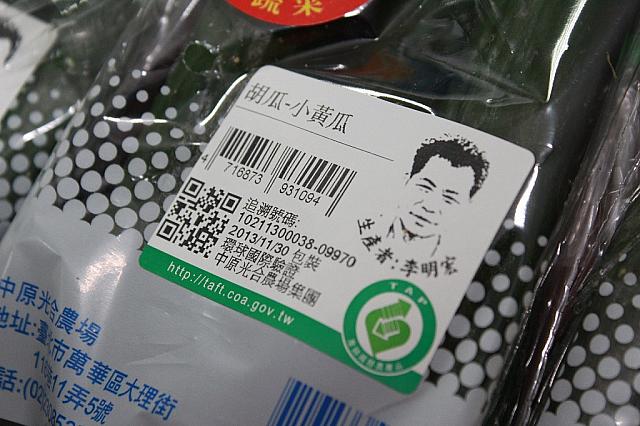 蔬菜
胡瓜-小黃瓜
4 716873 931094
追溯號碼:
10211300038-09970
2013/11/30 包裝
環球國際驗證
中原光合農場集團
生產者:李明家
http://taft.coa.gov.tw
TAP
中原光合農場
地址:臺北市萬華區大理街
弄5號